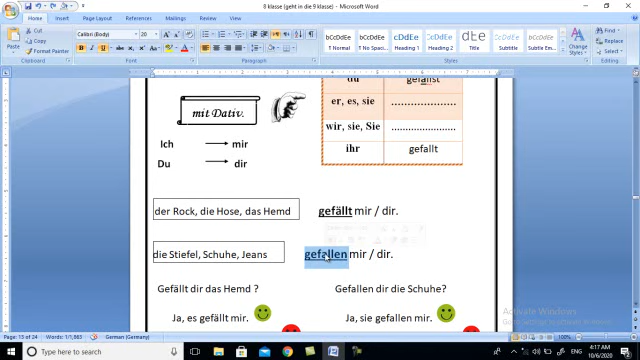 8 klasse (geht in die 9 klasse) - Microsoft Word
Home
Insert
Page Layout
References
Mailings
Review
View
Paste
Cut
Copy
Format Painter
Clipboard
Calibri (Body)
20
Font
Paragraph
AaBbCcDc AaBbCcDc
¶ Normal
¶ No Spac...
Heading 1
Heading 2
Title
Subtitle
Subtle Em...
Change Styles
Styles
Find
Replace
Select
Editing
du gefällst
er, es, sie
mit Dativ.
wir, sie, Sie
Ich mir
ihr gefallt
Du dir
der Rock, die Hose, das Hemd gefällt mir / dir.
die Stiefel, Schuhe, Jeans gefallen mir / dir.
Gefällt dir das Hemd ? Gefallen dir die Schuhe?
Ja, es gefällt mir. Ja, sie gefallen mir.
Activate Windows
Page: 15 of 24
Words: 1/1,983
German (Germany)
100%
Type here to search
ENG
4:17 AM
10/6/2020